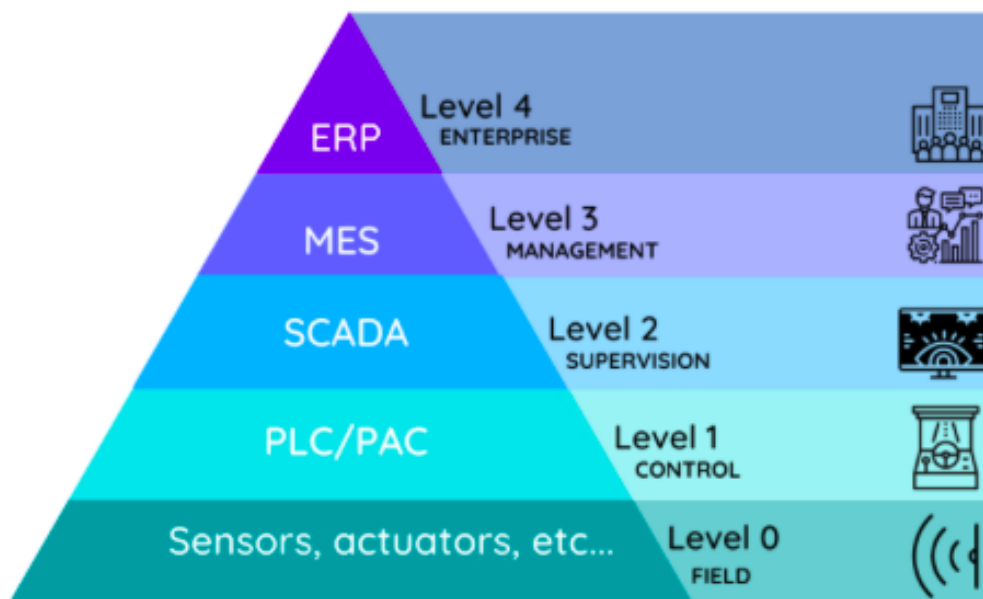 ERP
Level 4
ENTERPRISE
MES
Level 3
MANAGEMENT
SCADA
Level 2
SUPERVISION
PLC/PAC
Level 1
CONTROL
Sensors, actuators, etc...
Level 0
FIELD